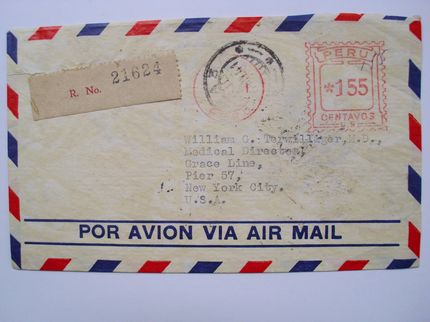 R. No. 21624
PERU
*155
CENTAVOS
William G. Terwilliger, M.D.,
Medical Director,
Grace Line,
Pier 57,
New York City.
U.S.A.
POR AVION VIA AIR MAIL